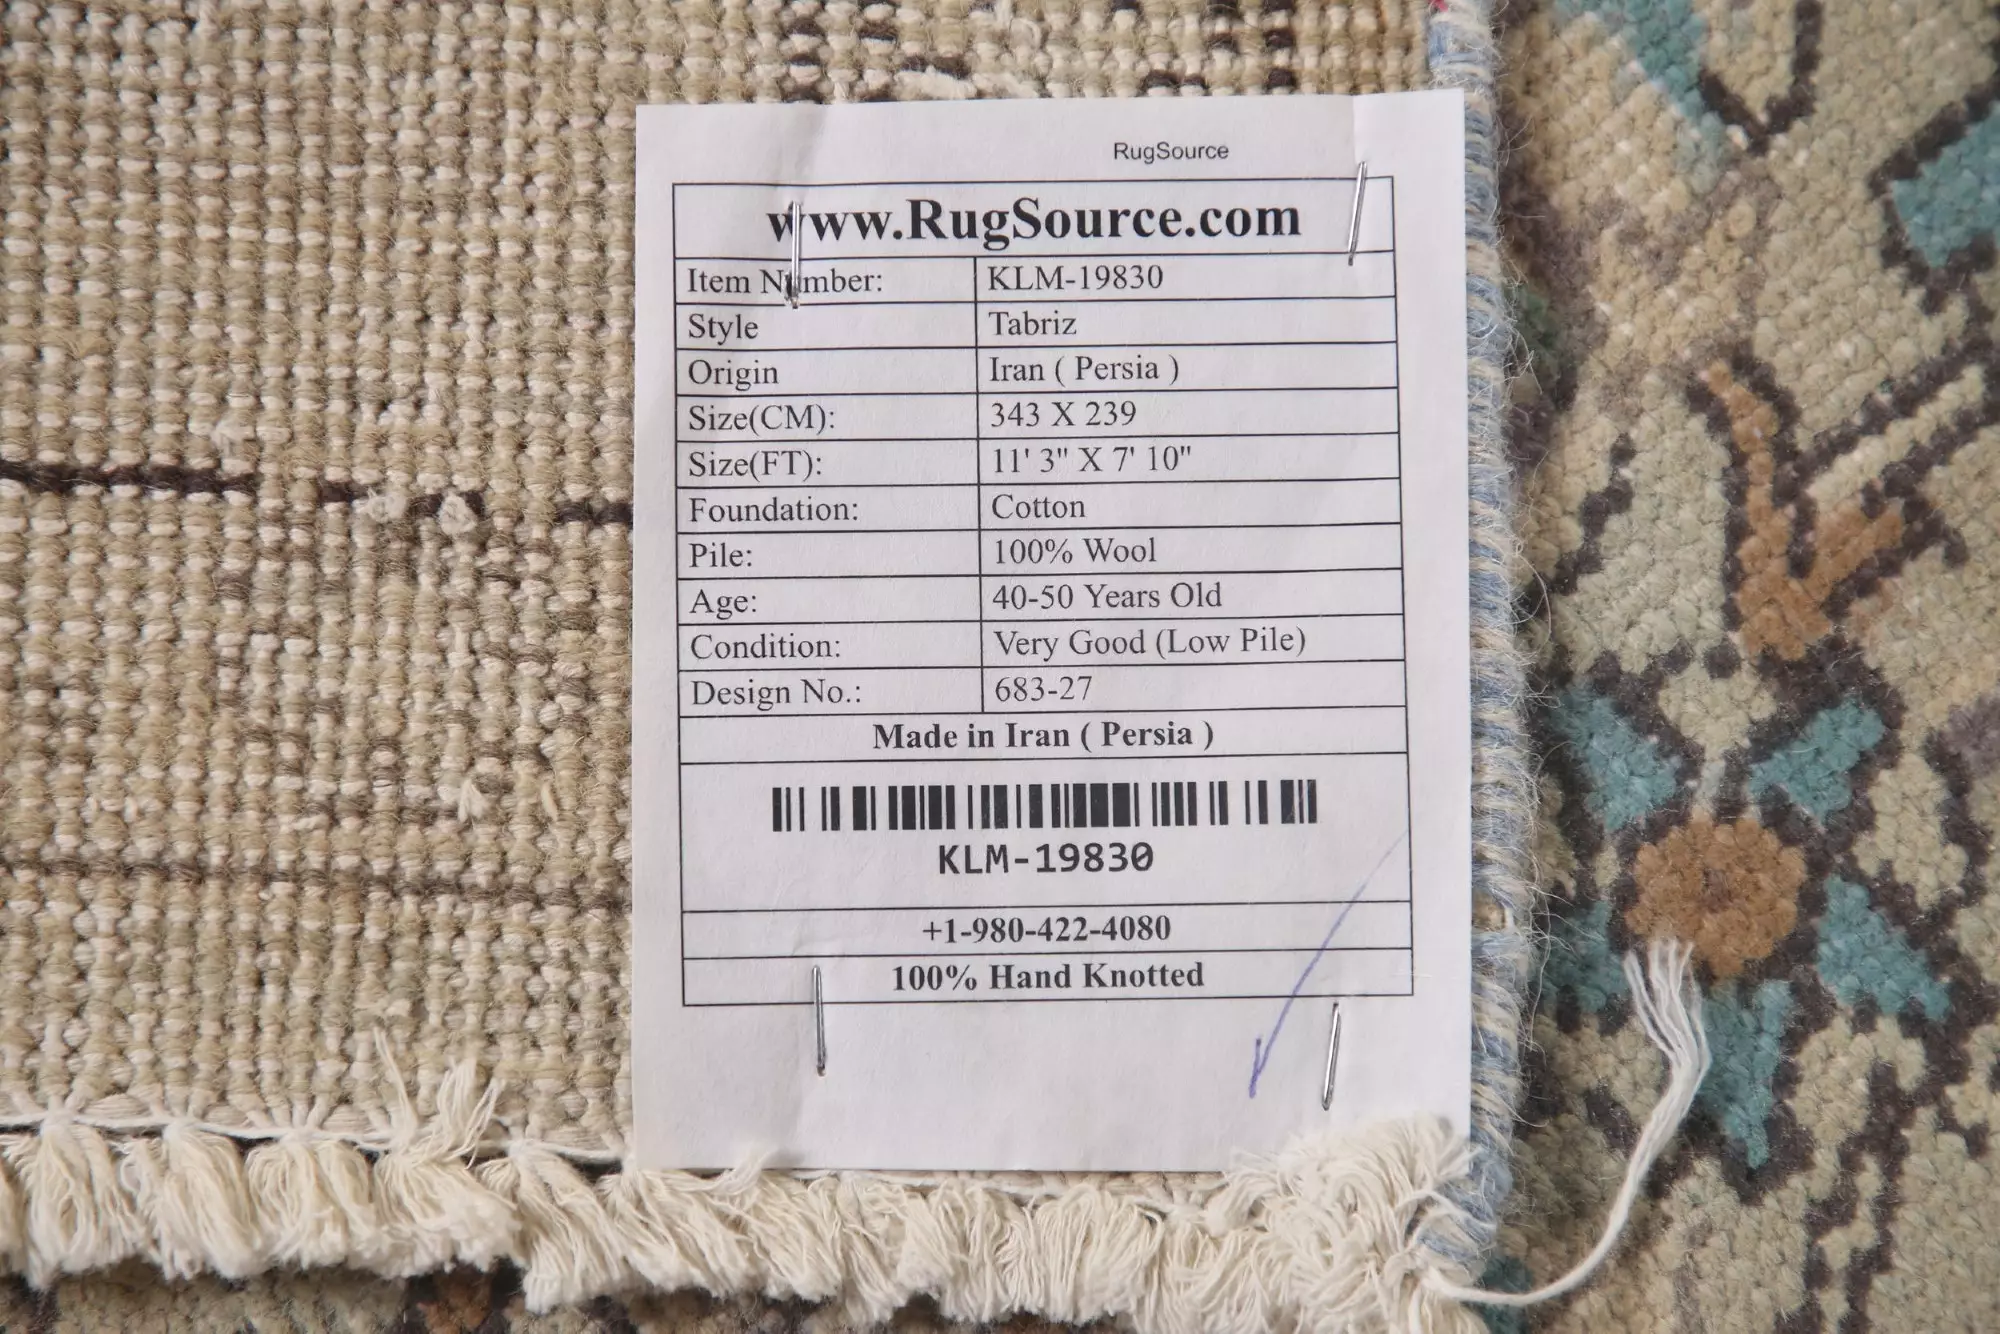 RugSource
www.RugSource.com
Item Number: KLM-19830
Style Tabriz
Origin Iran ( Persia )
Size(CM): 343 X 239
Size(FT): 11' 3" X 7' 10"
Foundation: Cotton
Pile: 100% Wool
Age: 40-50 Years Old
Condition: Very Good (Low Pile)
Design No.: 683-27
Made in Iran ( Persia )
KLM-19830
+1-980-422-4080
100% Hand Knotted